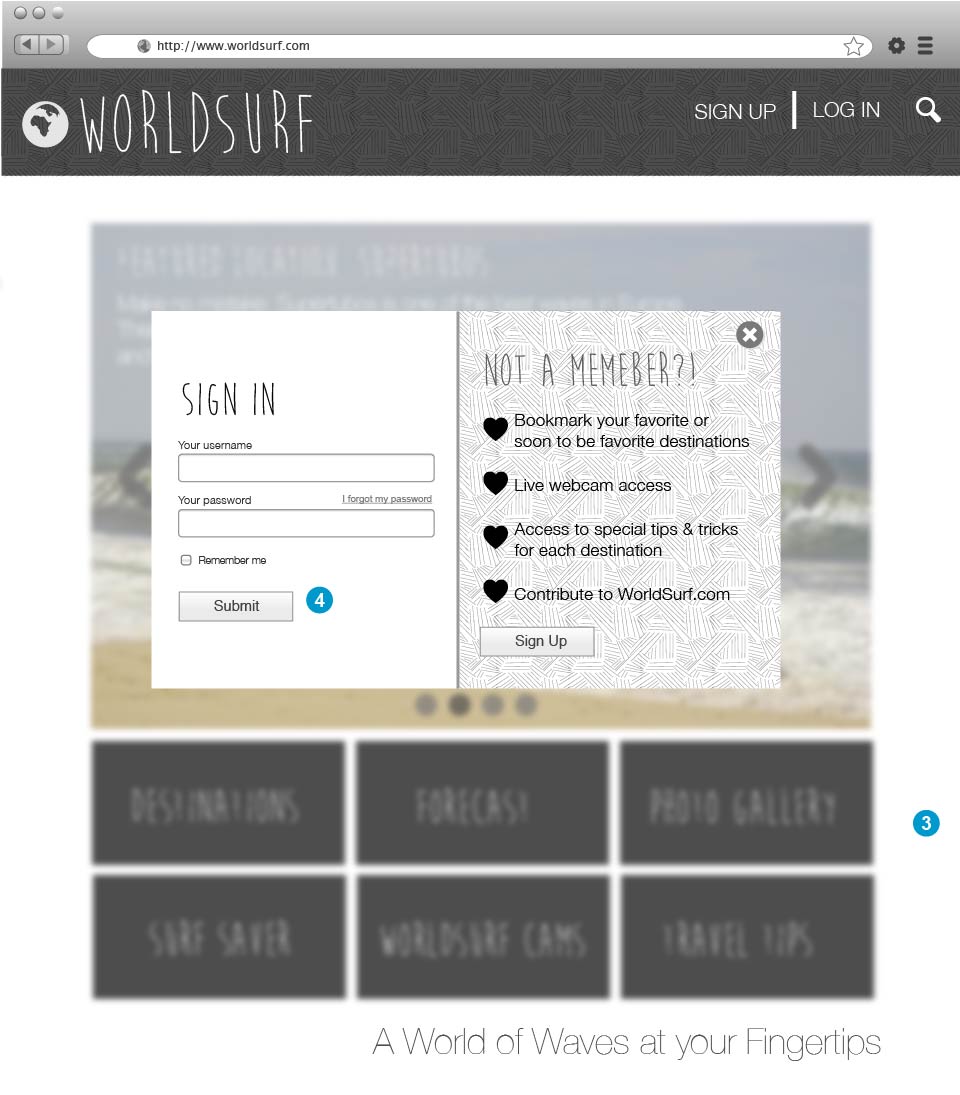 http://www.worldsurf.com
WORLDSURF
SIGN UP
LOG IN
FEATURED LOCATION: SUPERTUBOS
Make no mistake, Supertubos is one of the best waves in Europe.
SIGN IN
Your username
Your password
I forgot my password
Remember me
Submit
4
NOT A MEMEBER?!
Bookmark your favorite or
soon to be favorite destinations
Live webcam access
Access to special tips & tricks
for each destination
Contribute to WorldSurf.com
Sign Up
DESTINATIONS
FORECAST
PHOTO GALLERY
3
SURF SAVER
WORLDSURF CAMS
TRAVEL TIPS
A World of Waves at your Fingertips